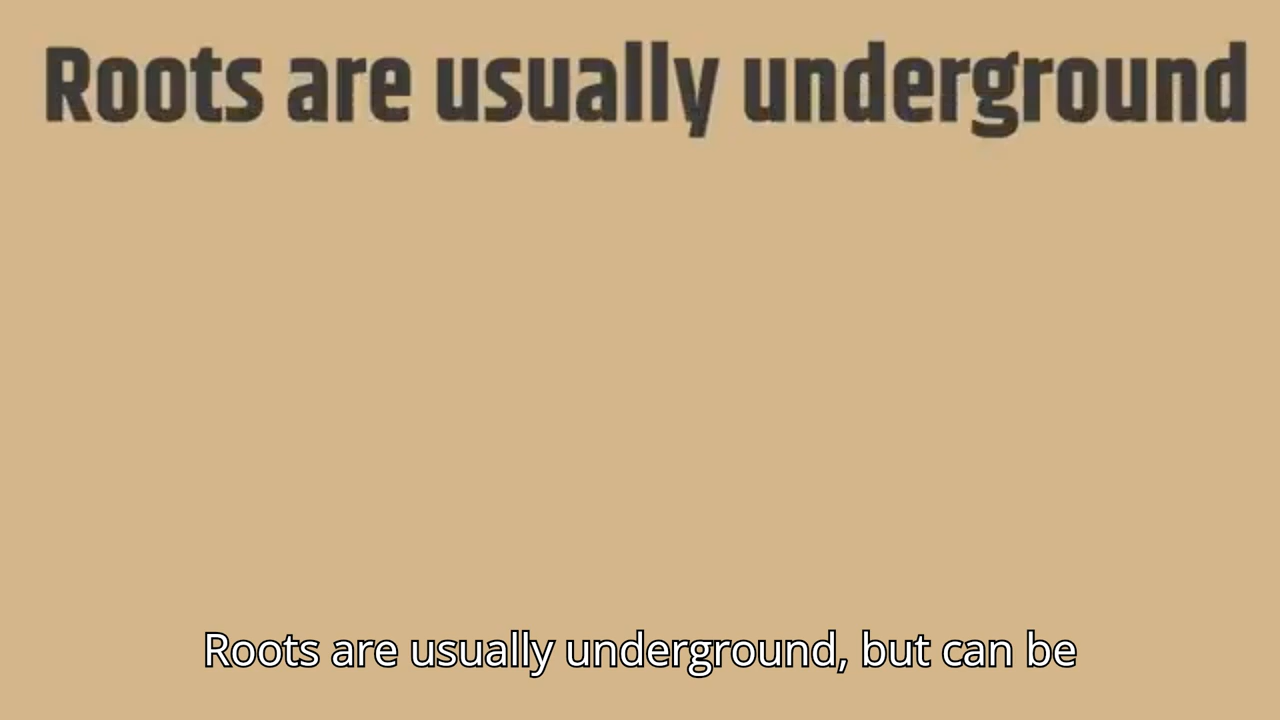 Roots are usually underground
Roots are usually underground, but can be